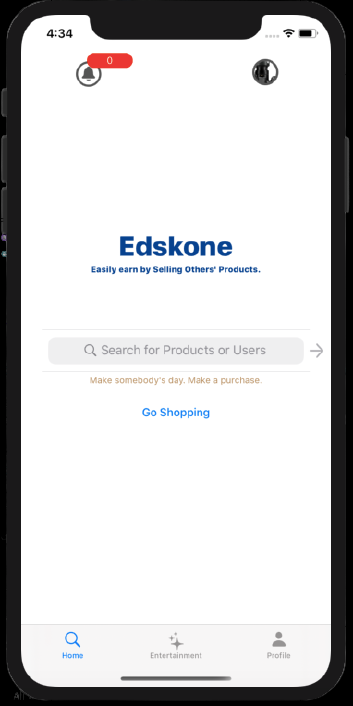 4:34
0
Edskone
Easily earn by Selling Others' Products.
Search for Products or Users
Make somebody's day. Make a purchase.
Go Shopping
Home
Entertainment
Profile